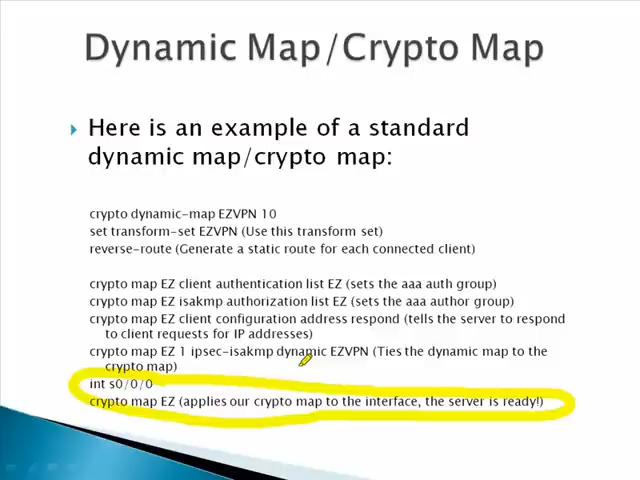 Dynamic Map/Crypto Map
Here is an example of a standard
dynamic map/crypto map:
crypto dynamic-map EZVPN 10
set transform-set EZVPN (Use this transform set)
reverse-route (Generate a static route for each connected client)
crypto map EZ client authentication list EZ (sets the aaa auth group)
crypto map EZ isakmp authorization list EZ (sets the aaa author group)
crypto map EZ client configuration address respond (tells the server to respond
to client requests for IP addresses)
crypto map EZ 1 ipsec-isakmp dynamic EZVPN (Ties the dynamic map to the
crypto map)
int s0/0/0
crypto map EZ (applies our crypto map to the interface, the server is ready!)